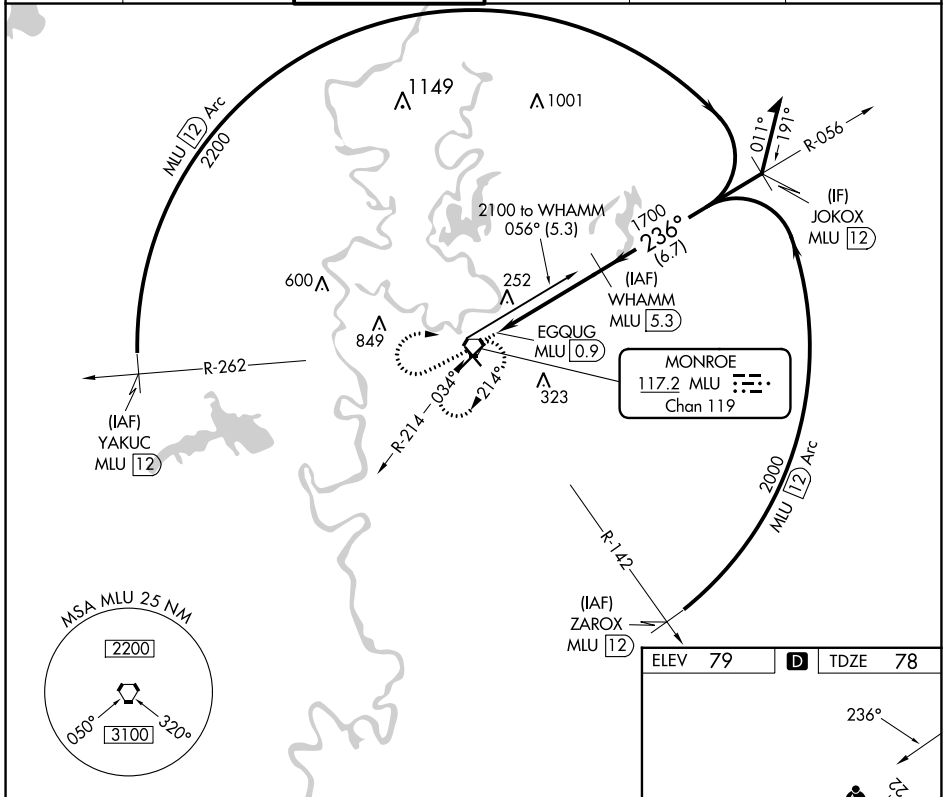 1149
1001
MLU 12 Arc
2200
011°
191°
R-056
(IF)
JOKOX
MLU 12
2100 to WHAMM
056° (5.3)
1700
236°
(6.7)
(IAF)
WHAMM
MLU 5.3
600
252
849
EGQUG
MLU 0.9
323
MONROE
117.2 MLU
Chan 119
R-262
(IAF)
YAKUC
MLU 12
R-214
034°
214°
2000
MLU 12 Arc
R-142
(IAF)
ZAROX
MLU 12
MSA MLU 25 NM
2200
050°
320°
3100
ELEV 79
D
TDZE 78
236°